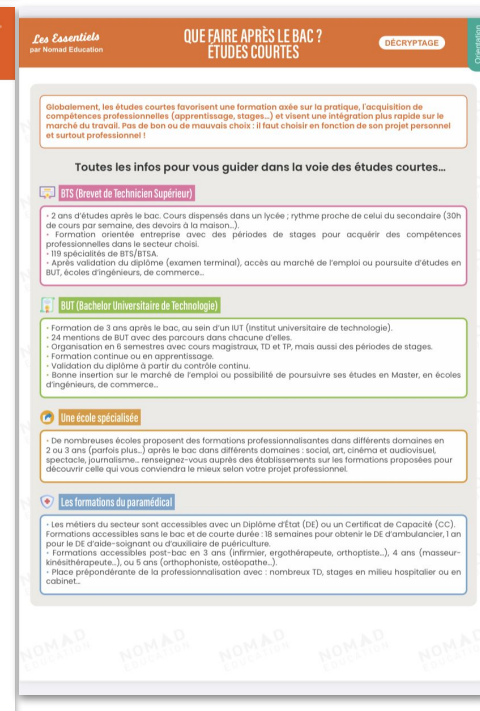 Les Essentiels
par Nomad Education
QUE FAIRE APRÈS LE BAC ?
ÉTUDES COURTES
DÉCRYPTAGE
Orientation
Globalement, les études courtes favorisent une formation axée sur la pratique, l'acquisition de
compétences professionnelles (apprentissage, stages…) et visent une intégration plus rapide sur le
marché du travail. Pas de bon ou de mauvais choix : il faut choisir en fonction de son projet personnel
et surtout professionnel !
Toutes les infos pour vous guider dans la voie des études courtes…
BTS (Brevet de Technicien Supérieur)
• 2 ans d'études après le bac. Cours dispensés dans un lycée ; rythme proche de celui du secondaire (30h
de cours par semaine, des devoirs à la maison…).
• Formation orientée entreprise avec des périodes de stages pour acquérir des compétences
professionnelles dans le secteur choisi.
• 119 spécialités de BTS/BTSA.
• Après validation du diplôme (examen terminal), accès au marché de l'emploi ou poursuite d'études en
BUT, écoles d'ingénieurs, de commerce…
BUT (Bachelor Universitaire de Technologie)
• Formation de 3 ans après le bac, au sein d'un IUT (Institut universitaire de technologie).
• 24 mentions de BUT avec des parcours dans chacune d'elles.
• Organisation en 6 semestres avec cours magistraux, TD et TP, mais aussi des périodes de stages.
• Formation continue ou en apprentissage.
• Validation du diplôme à partir du contrôle continu.
• Bonne insertion sur le marché de l'emploi ou possibilité de poursuivre ses études en Master, en écoles
d'ingénieurs, de commerce…
Une école spécialisée
• De nombreuses écoles proposent des formations professionnalisantes dans différents domaines en
2 ou 3 ans (parfois plus…) après le bac dans différents domaines : social, art, cinéma et audiovisuel,
spectacle, journalisme… renseignez-vous auprès des établissements sur les formations proposées pour
découvrir celle qui vous conviendra le mieux selon votre projet professionnel.
Les formations du paramédical
• Les métiers du secteur sont accessibles avec un Diplôme d'État (DE) ou un Certificat de Capacité (CC).
Formations accessibles sans le bac et de courte durée : 18 semaines pour obtenir le DE d'ambulancier, 1 an
pour le DE d'aide-soignant ou d'auxiliaire de puériculture.
• Formations accessibles post-bac en 3 ans (infirmier, ergothérapeute, orthoptiste…), 4 ans (masseur-
kinésithérapeute…), ou 5 ans (orthophoniste, ostéopathe…).
• Place prépondérante de la professionnalisation avec : nombreux TD, stages en milieu hospitalier ou en
cabinet…
NOMAD EDUCATION
NOMAD EDUCATION
NOMAD EDUCATION
NOMAD EDUCATION
NOMAD EDUCATION